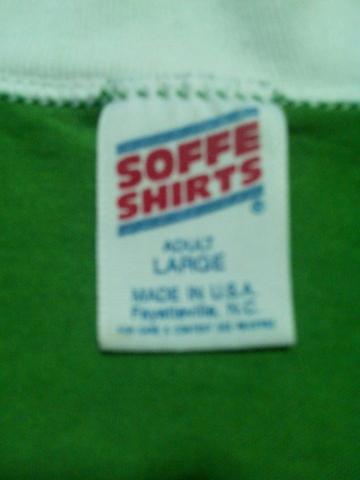 SOFFE
SHIRTS
®
ADULT
LARGE
MADE IN U.S.A.
Fayetteville, N.C.